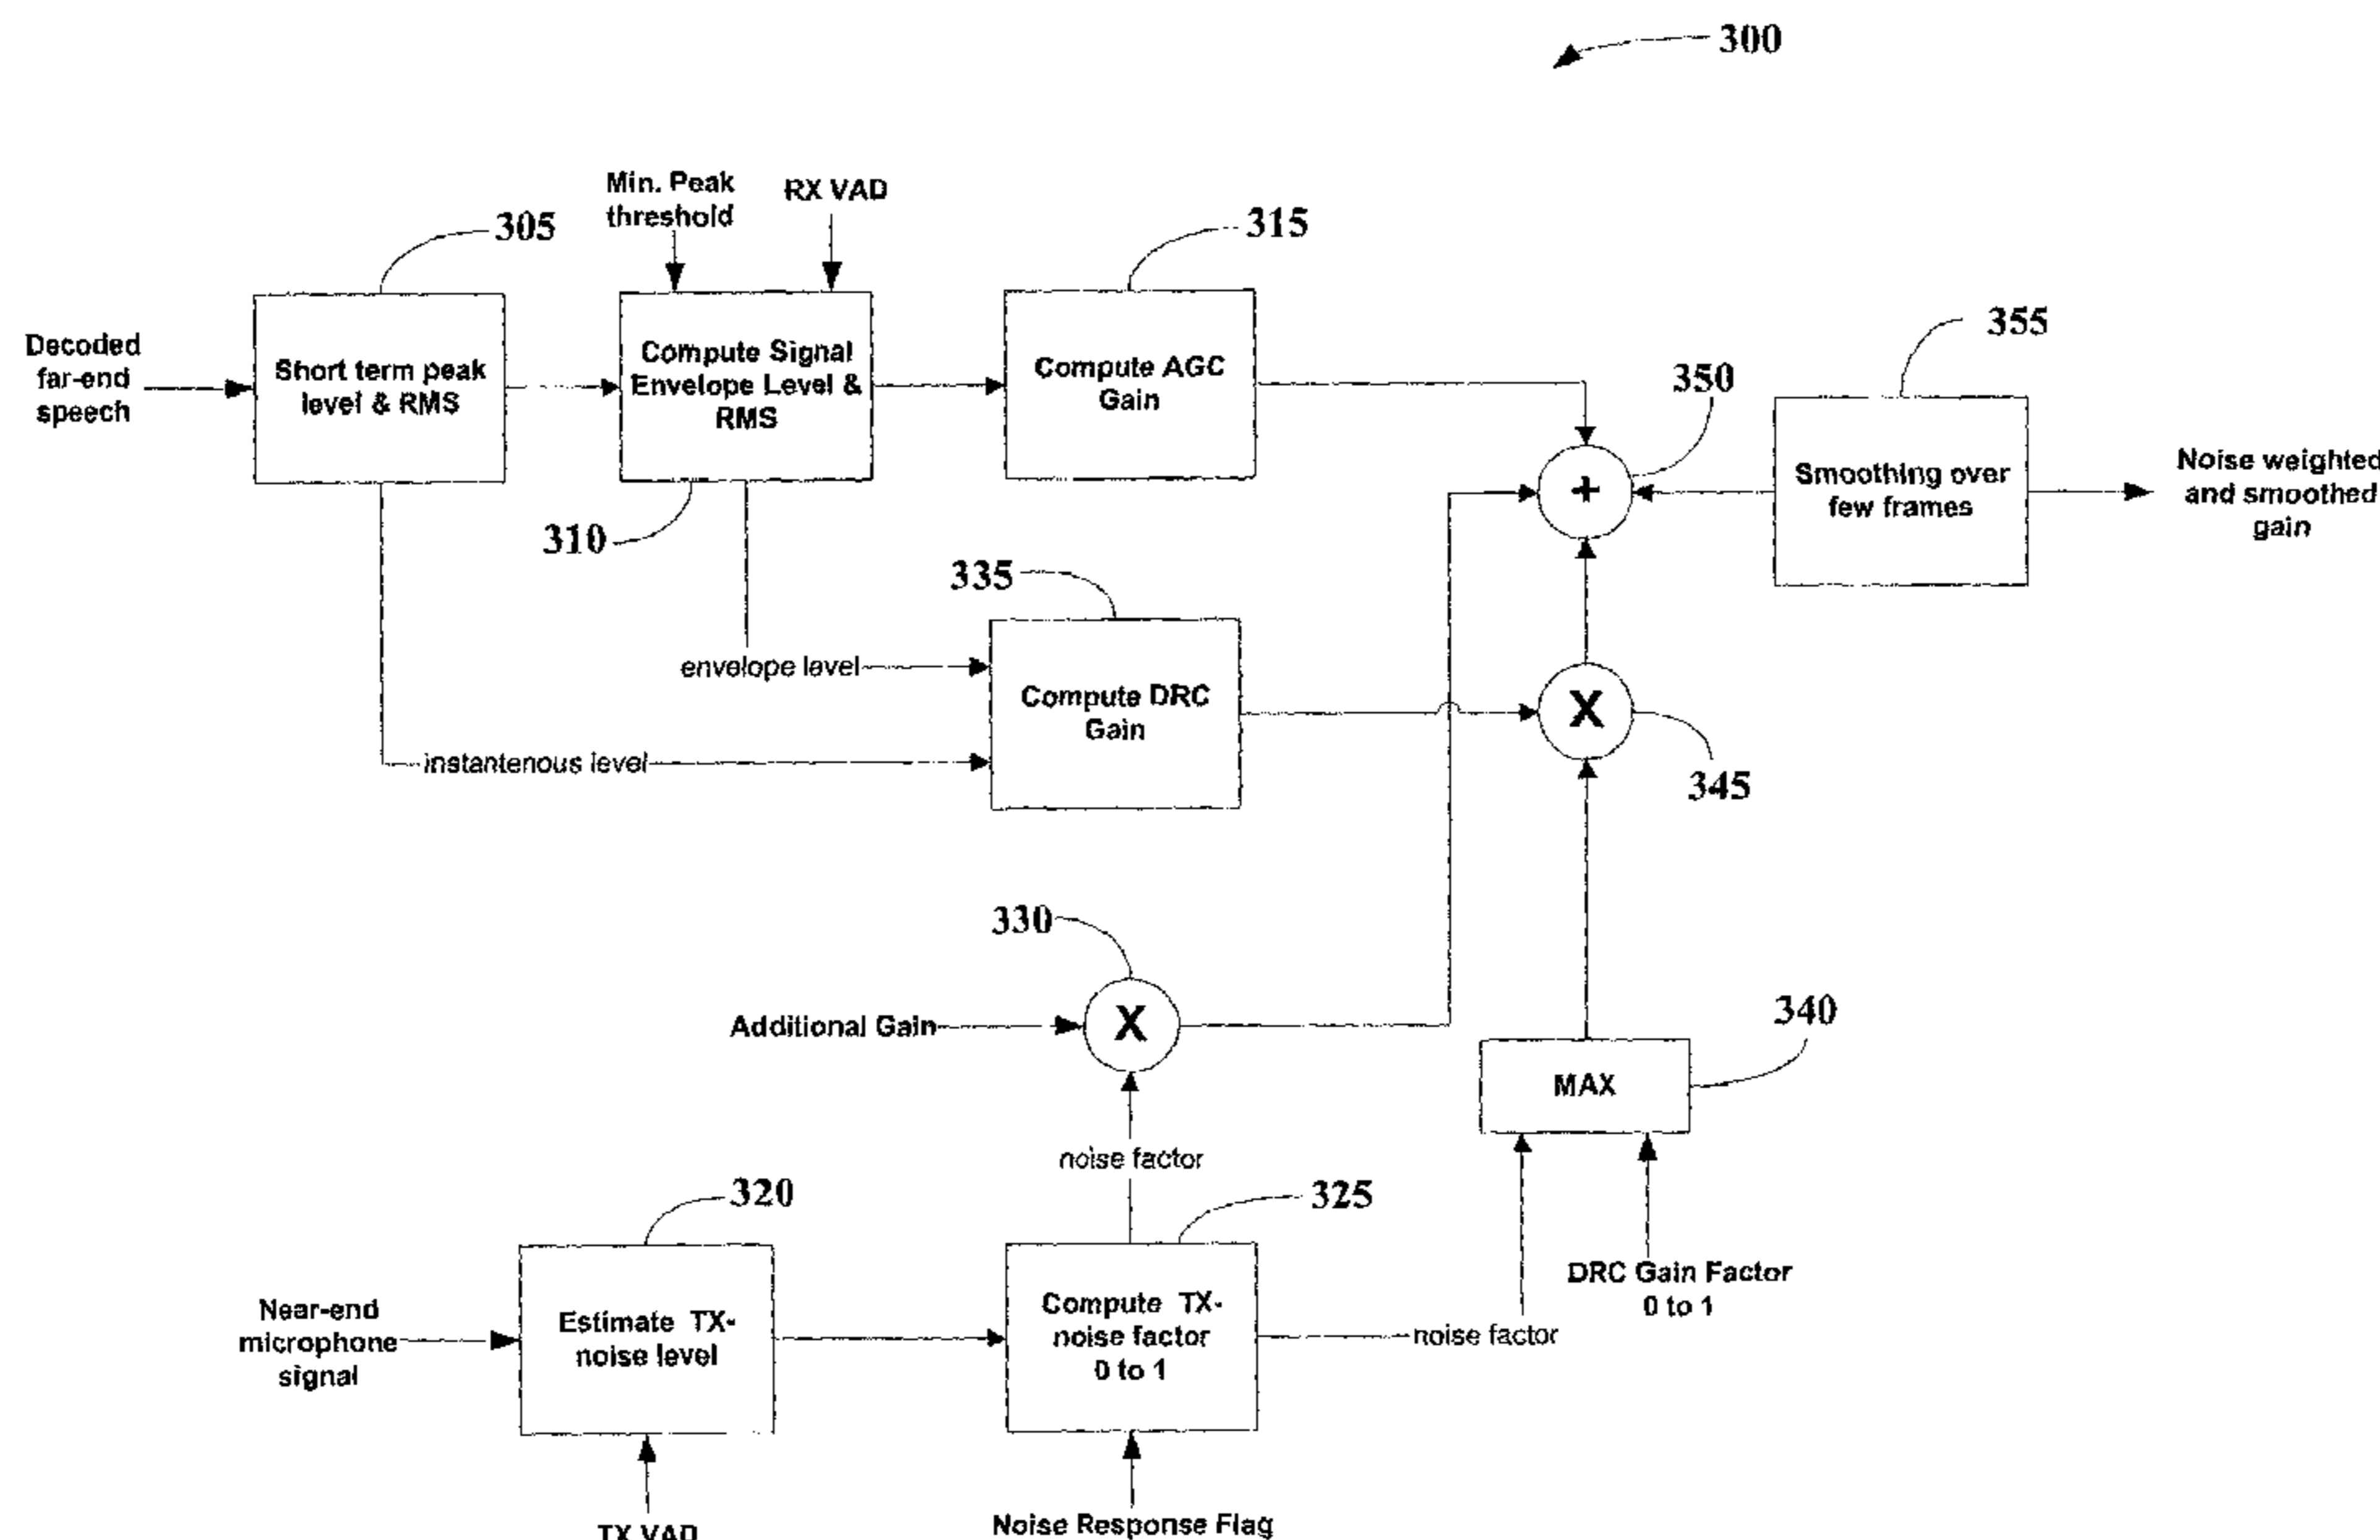 300
Min. Peak
threshold
RX VAD
305
315
Decoded
far-end
speech
Short term peak
level & RMS
Compute Signal
Envelope Level &
RMS
Compute AGC
Gain
310
350
355
+
Smoothing over
few frames
Noise weighted
and smoothed
gain
335
envelope level
Compute DRC
Gain
X
345
instantenous level
330
Additional Gain
X
340
MAX
noise factor
320
325
DRC Gain Factor
0 to 1
Near-end
microphone
signal
Estimate TX-
noise level
Compute TX-
noise factor
0 to 1
noise factor
TX VAD
Noise Response Flag